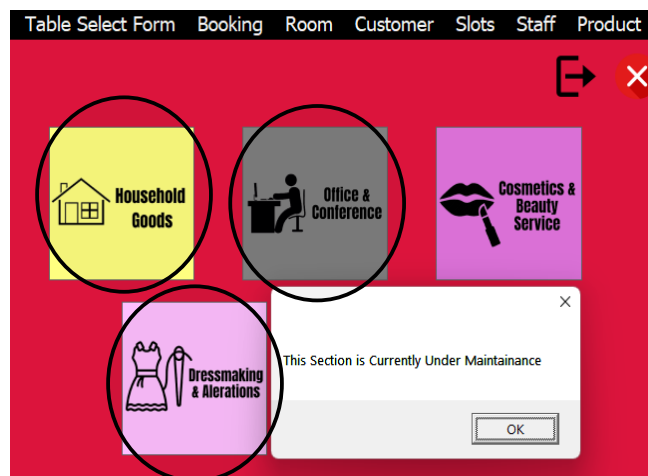 Table Select Form Booking Room Customer Slots Staff Product
Household
Goods
Office &
Conference
Cosmetics &
Beauty
Service
Dressmaking
& Alerations
This Section is Currently Under Maintainance
OK